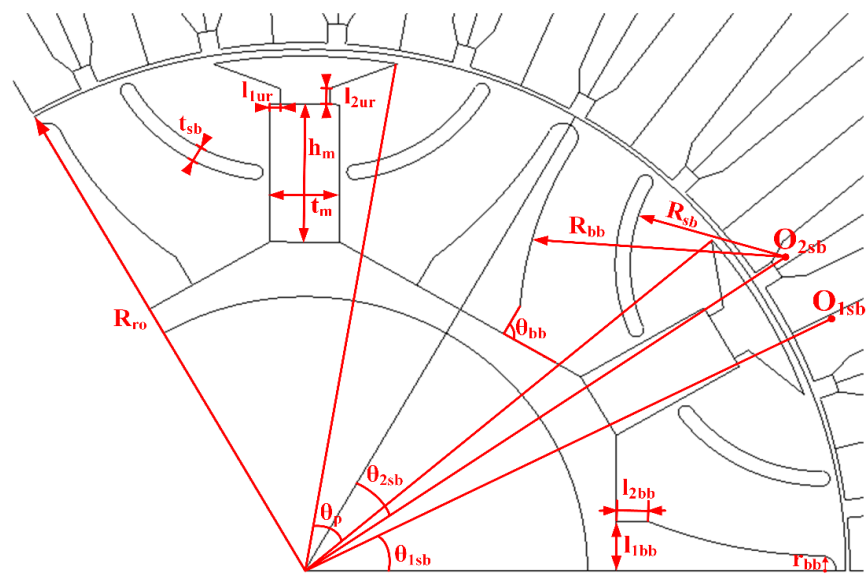 l1ur
l2ur
tsb
hm
tm
Rbb
Rsb
O2sb
O1sb
Rro
θbb
θ2sb
θp
θ1sb
l2bb
l1bb
rbb